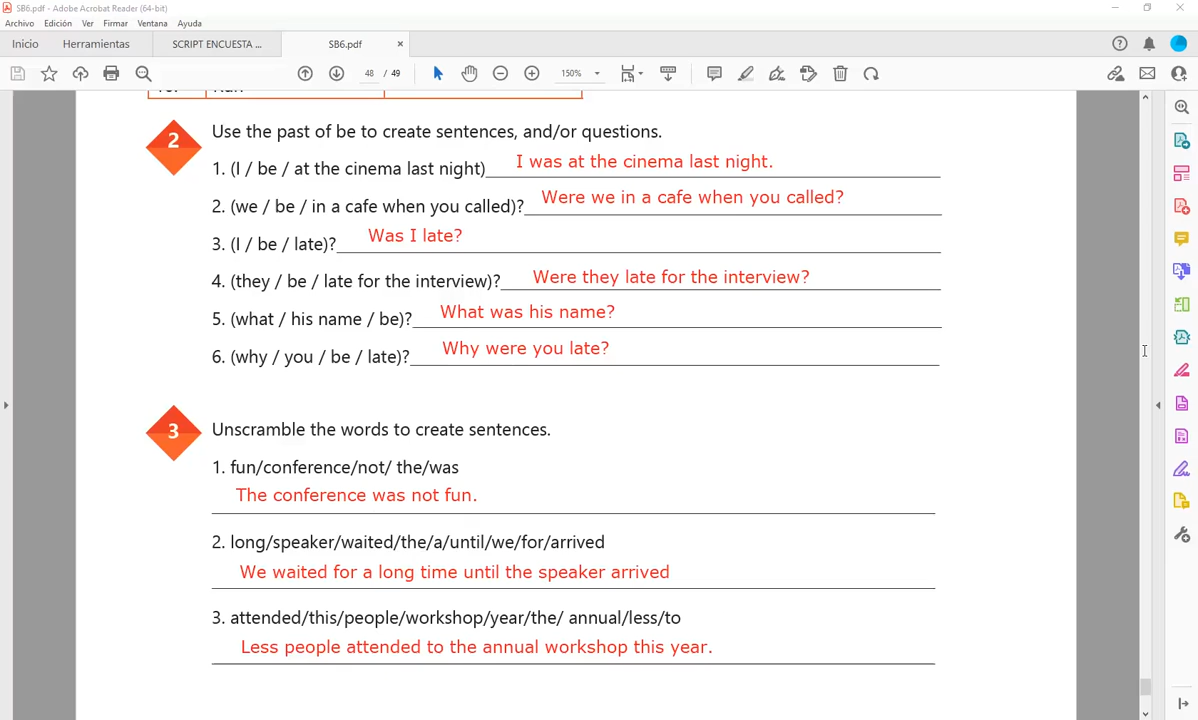 SB6.pdf - Adobe Acrobat Reader (64-bit)
Archivo Edición Ver Firmar Ventana Ayuda
Inicio Herramientas SCRIPT ENCUESTA ... SB6.pdf ×
48 / 49 150%
2 Use the past of be to create sentences, and/or questions.
1. (I / be / at the cinema last night) I was at the cinema last night.
2. (we / be / in a cafe when you called)? Were we in a cafe when you called?
3. (I / be / late)? Was I late?
4. (they / be / late for the interview)? Were they late for the interview?
5. (what / his name / be)? What was his name?
6. (why / you / be / late)? Why were you late?
3 Unscramble the words to create sentences.
1. fun/conference/not/ the/was
The conference was not fun.
2. long/speaker/waited/the/a/until/we/for/arrived
We waited for a long time until the speaker arrived
3. attended/this/people/workshop/year/the/ annual/less/to
Less people attended to the annual workshop this year.